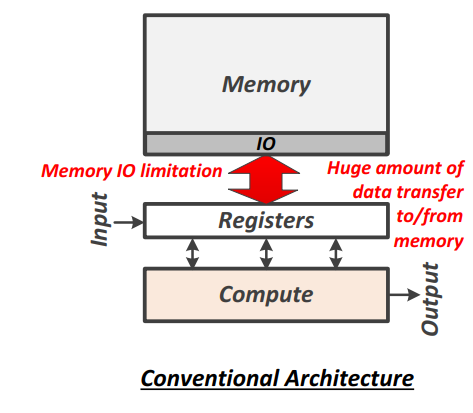 Memory
IO
Memory IO limitation
Huge amount of
data transfer
to/from
memory
Input
Registers
Compute
Output
Conventional Architecture